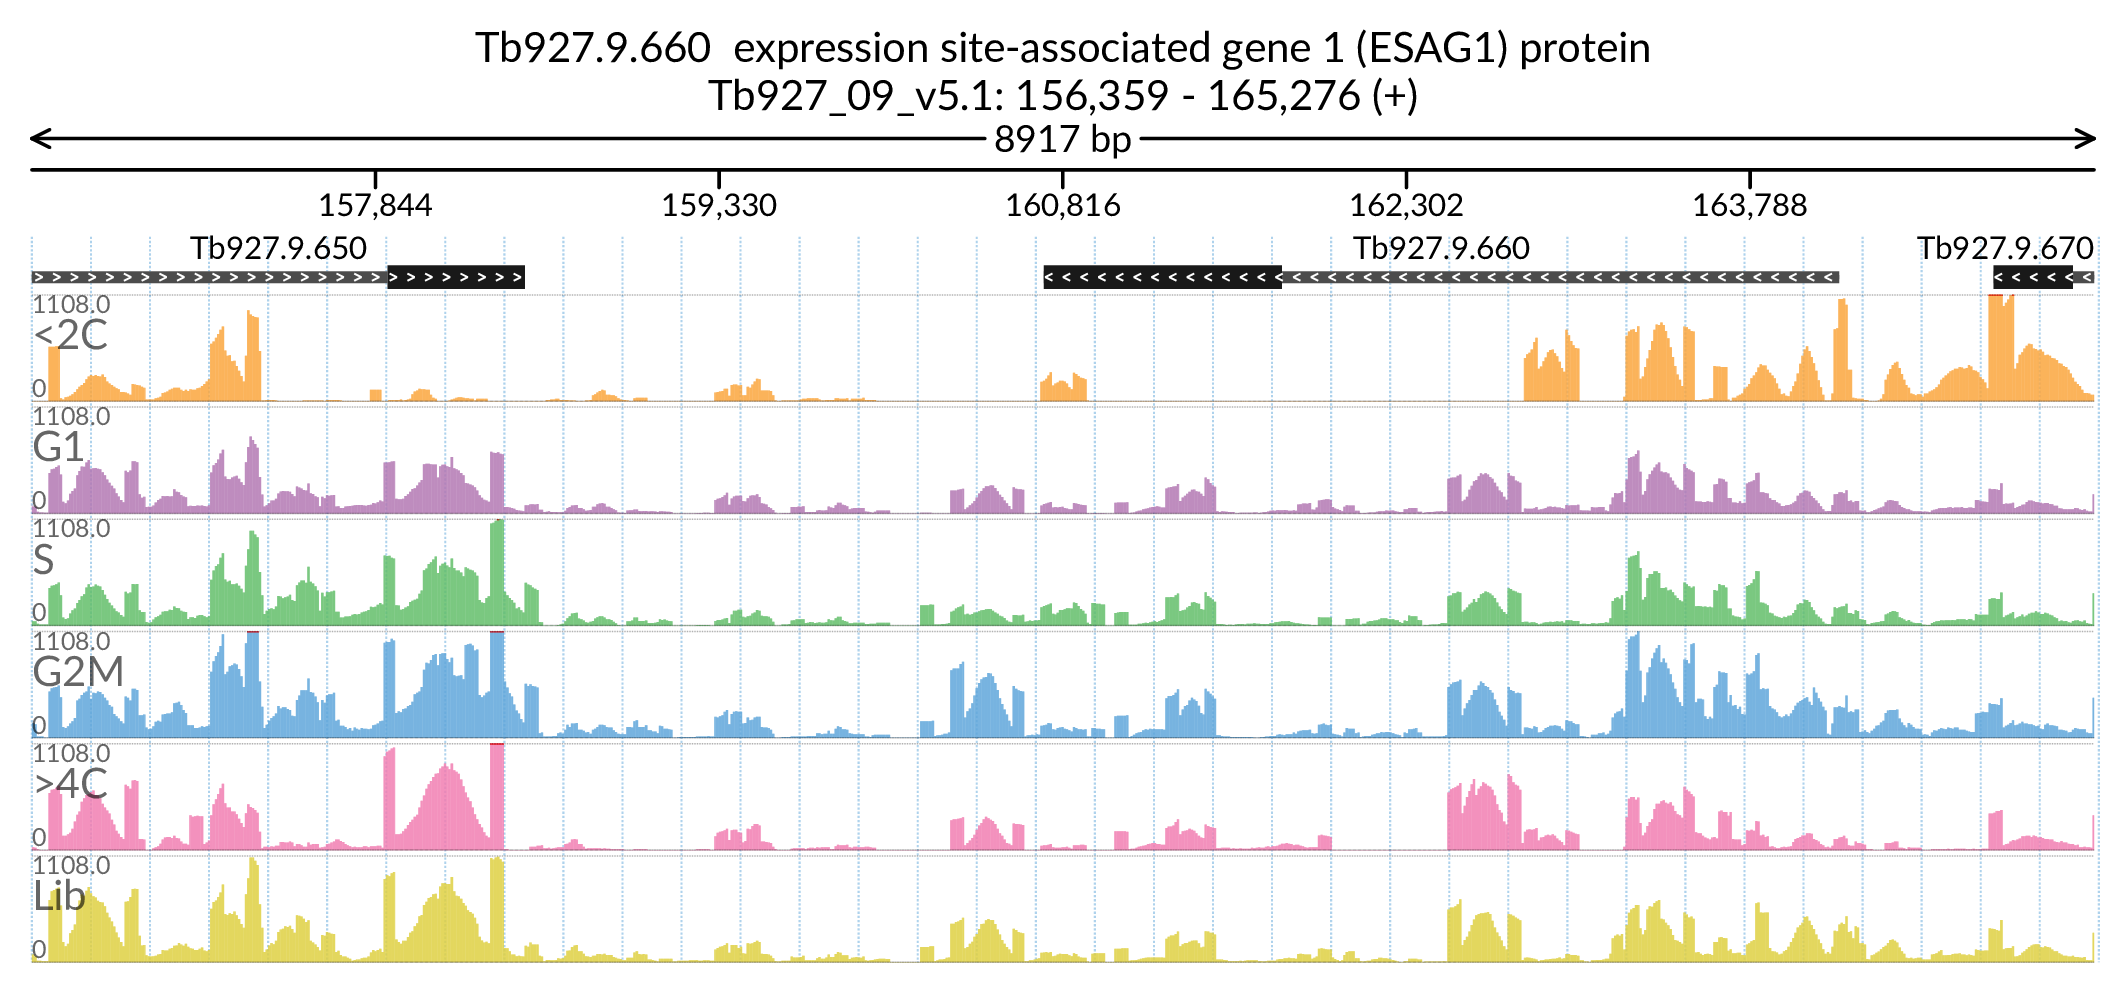 Tb927.9.660  expression site-associated gene 1 (ESAG1) protein
Tb927_09_v5.1: 156,359 - 165,276 (+)
8917 bp
157,844 159,330 160,816 162,302 163,788
Tb927.9.650 Tb927.9.660 Tb927.9.670
1108.0
<2C
0
1108.0
G1
0
1108.0
S
0
1108.0
G2M
0
1108.0
>4C
0
1108.0
Lib
0